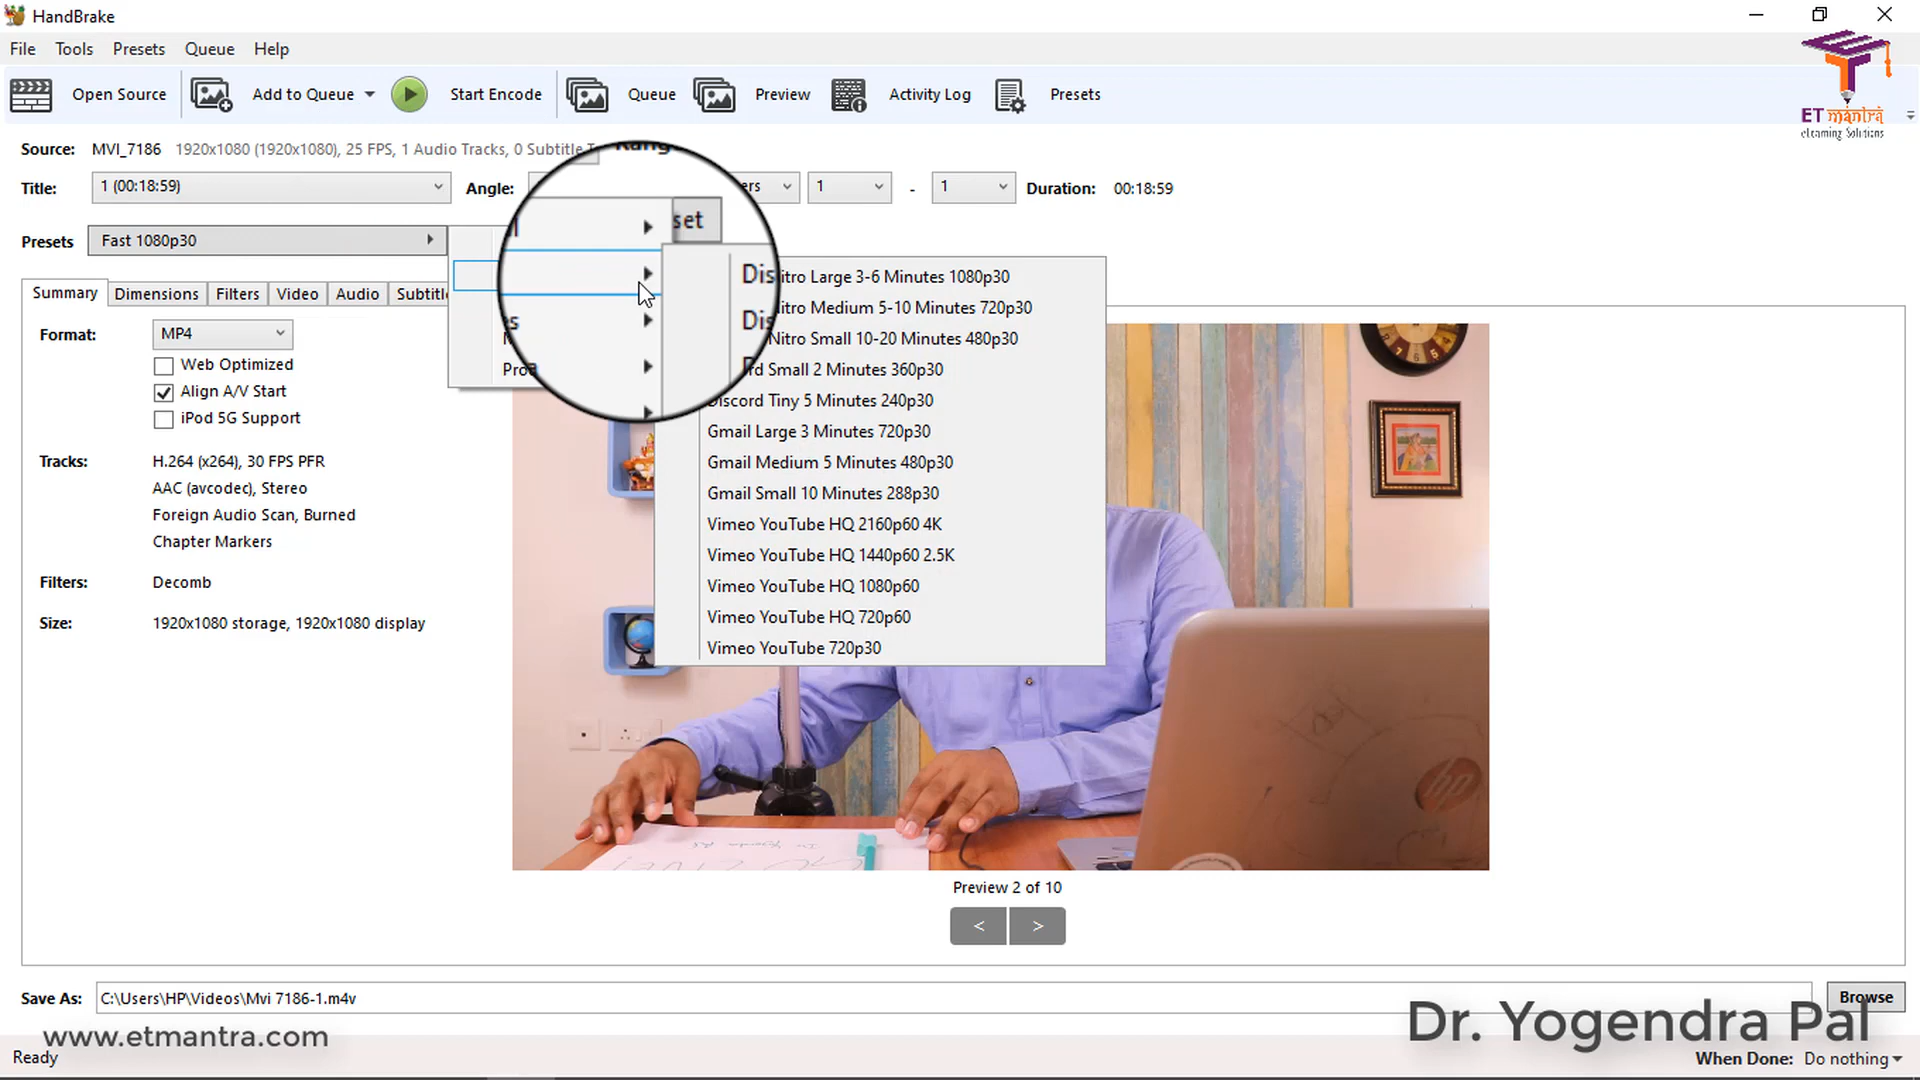 HandBrake
File Tools Presets Queue Help
Open Source Add to Queue Start Encode Queue Preview Activity Log Presets
ET mantra
eLearning Solutions
Source: MVI_7186 1920x1080 (1920x1080), 25 FPS, 1 Audio Tracks, 0 Subtitle T
Title: 1 (00:18:59) Angle: ers 1 - 1 Duration: 00:18:59
set
Presets Fast 1080p30
Summary Dimensions Filters Video Audio Subtitle
Dis itro Large 3-6 Minutes 1080p30
Dis itro Medium 5-10 Minutes 720p30
Nitro Small 10-20 Minutes 480p30
rd Small 2 Minutes 360p30
Discord Tiny 5 Minutes 240p30
Gmail Large 3 Minutes 720p30
Gmail Medium 5 Minutes 480p30
Gmail Small 10 Minutes 288p30
Vimeo YouTube HQ 2160p60 4K
Vimeo YouTube HQ 1440p60 2.5K
Vimeo YouTube HQ 1080p60
Vimeo YouTube HQ 720p60
Vimeo YouTube 720p30
Format: MP4
Web Optimized
Align A/V Start
iPod 5G Support
Tracks: H.264 (x264), 30 FPS PFR
AAC (avcodec), Stereo
Foreign Audio Scan, Burned
Chapter Markers
Filters: Decomb
Size: 1920x1080 storage, 1920x1080 display
hp
Preview 2 of 10
< >
Save As: C:\Users\HP\Videos\Mvi 7186-1.m4v Browse
www.etmantra.com
Dr. Yogendra Pal
Ready
When Done: Do nothing